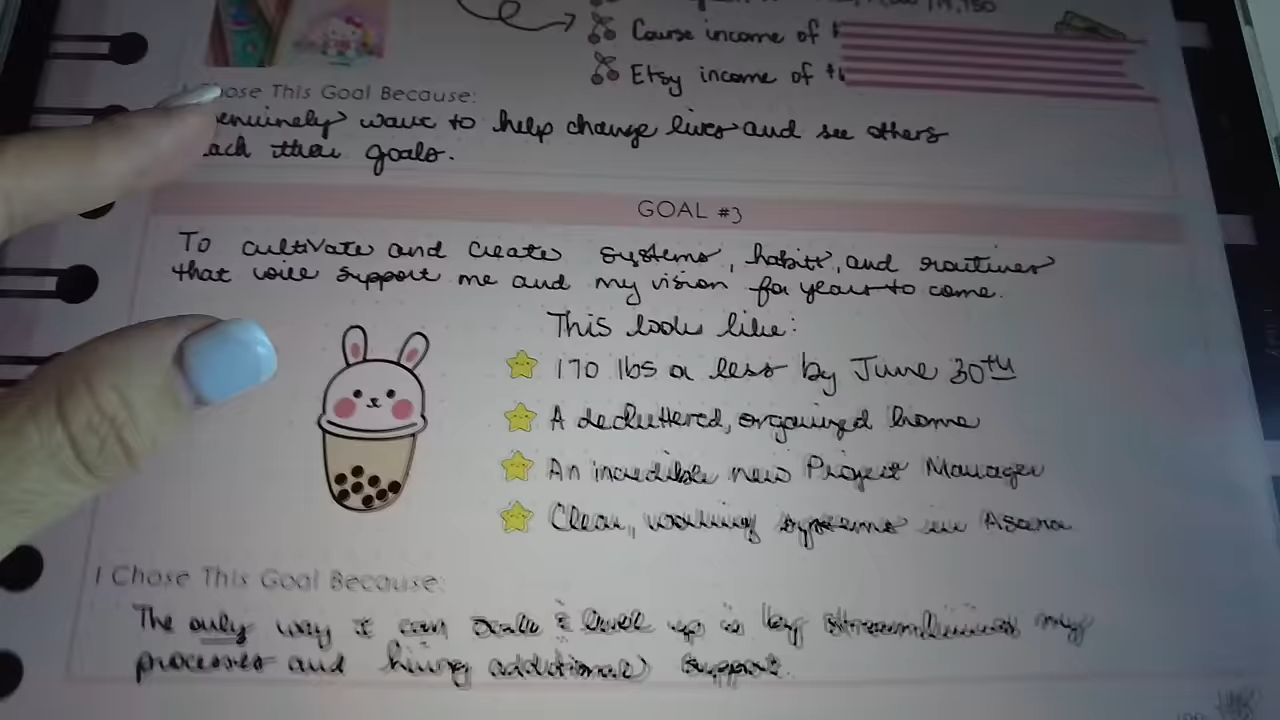 Course income of
Etsy income of
Chose This Goal Because:
genuinely want to help change lives and see others
reach their goals.
GOAL #3
To cultivate and create systems, habits, and routines
that will support me and my vision for years to come.
This looks like:
170 lbs or less by June 30th
A decluttered, organized home
An incredible new Project Manager
Clear, working systems in Asana
I Chose This Goal Because:
The only way I can scale & level up is by streamlining my
processes and hiring additional support.